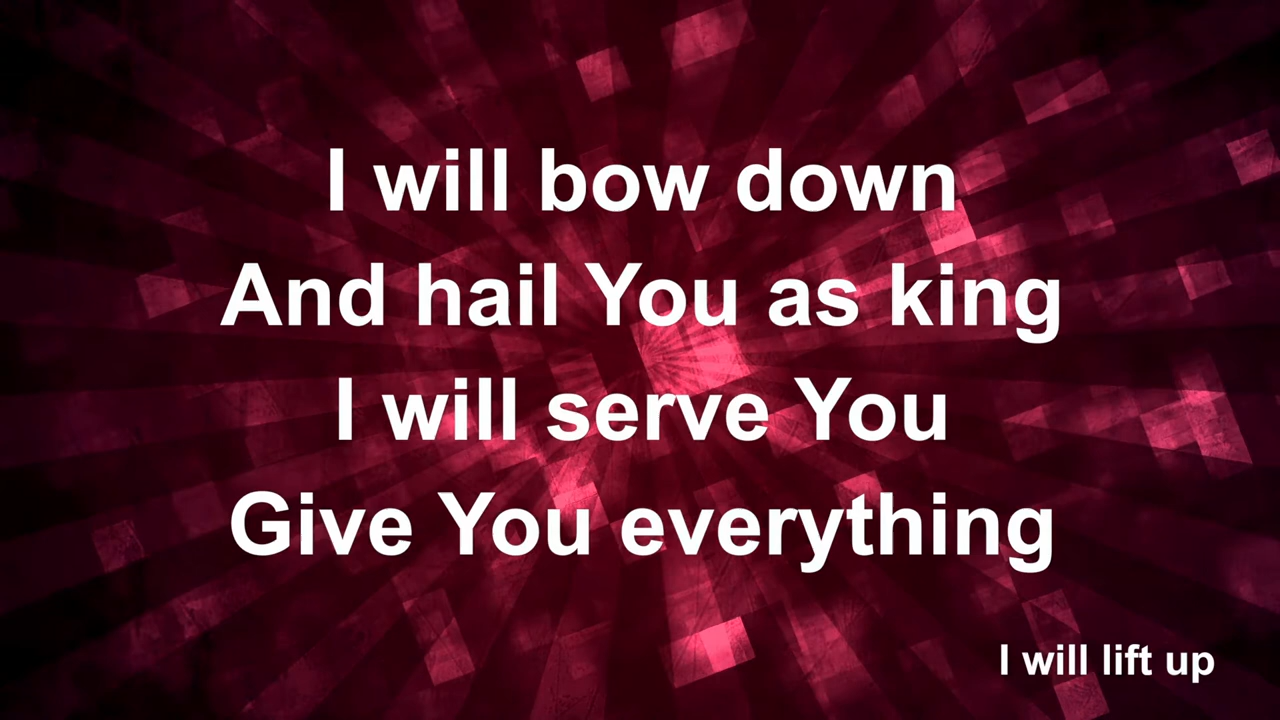 I will bow down
And hail You as king
I will serve You
Give You everything
I will lift up